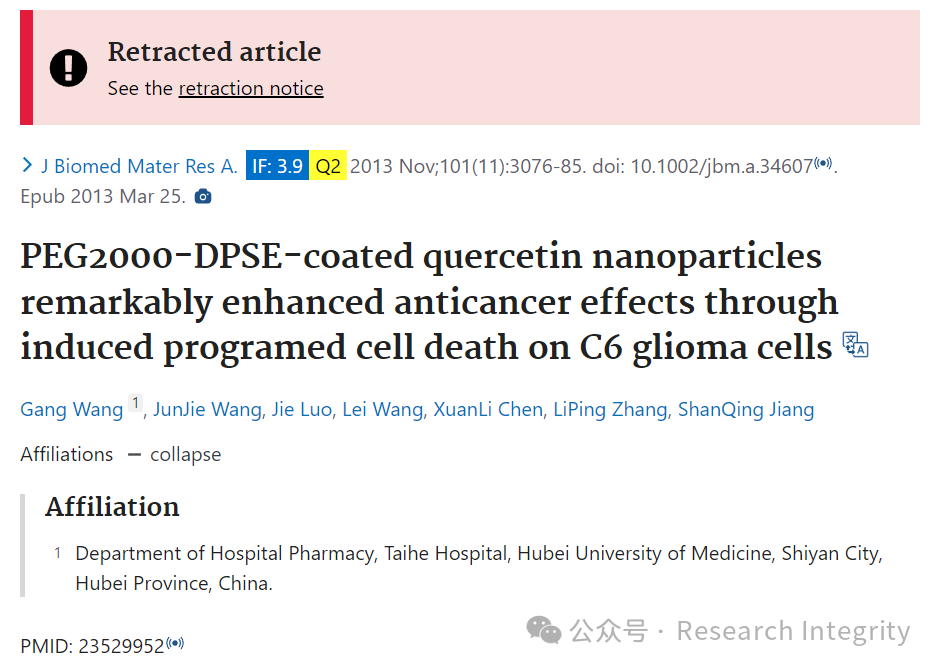 Retracted article
See the retraction notice
J Biomed Mater Res A. IF: 3.9 Q2 2013 Nov;101(11):3076-85. doi: 10.1002/jbm.a.34607.
Epub 2013 Mar 25.
PEG2000-DPSE-coated quercetin nanoparticles
remarkably enhanced anticancer effects through
induced programed cell death on C6 glioma cells
Gang Wang 1, JunJie Wang, Jie Luo, Lei Wang, XuanLi Chen, LiPing Zhang, ShanQing Jiang
Affiliations — collapse
Affiliation
1 Department of Hospital Pharmacy, Taihe Hospital, Hubei University of Medicine, Shiyan City,
Hubei Province, China.
PMID: 23529952
公众号 · Research Integrity